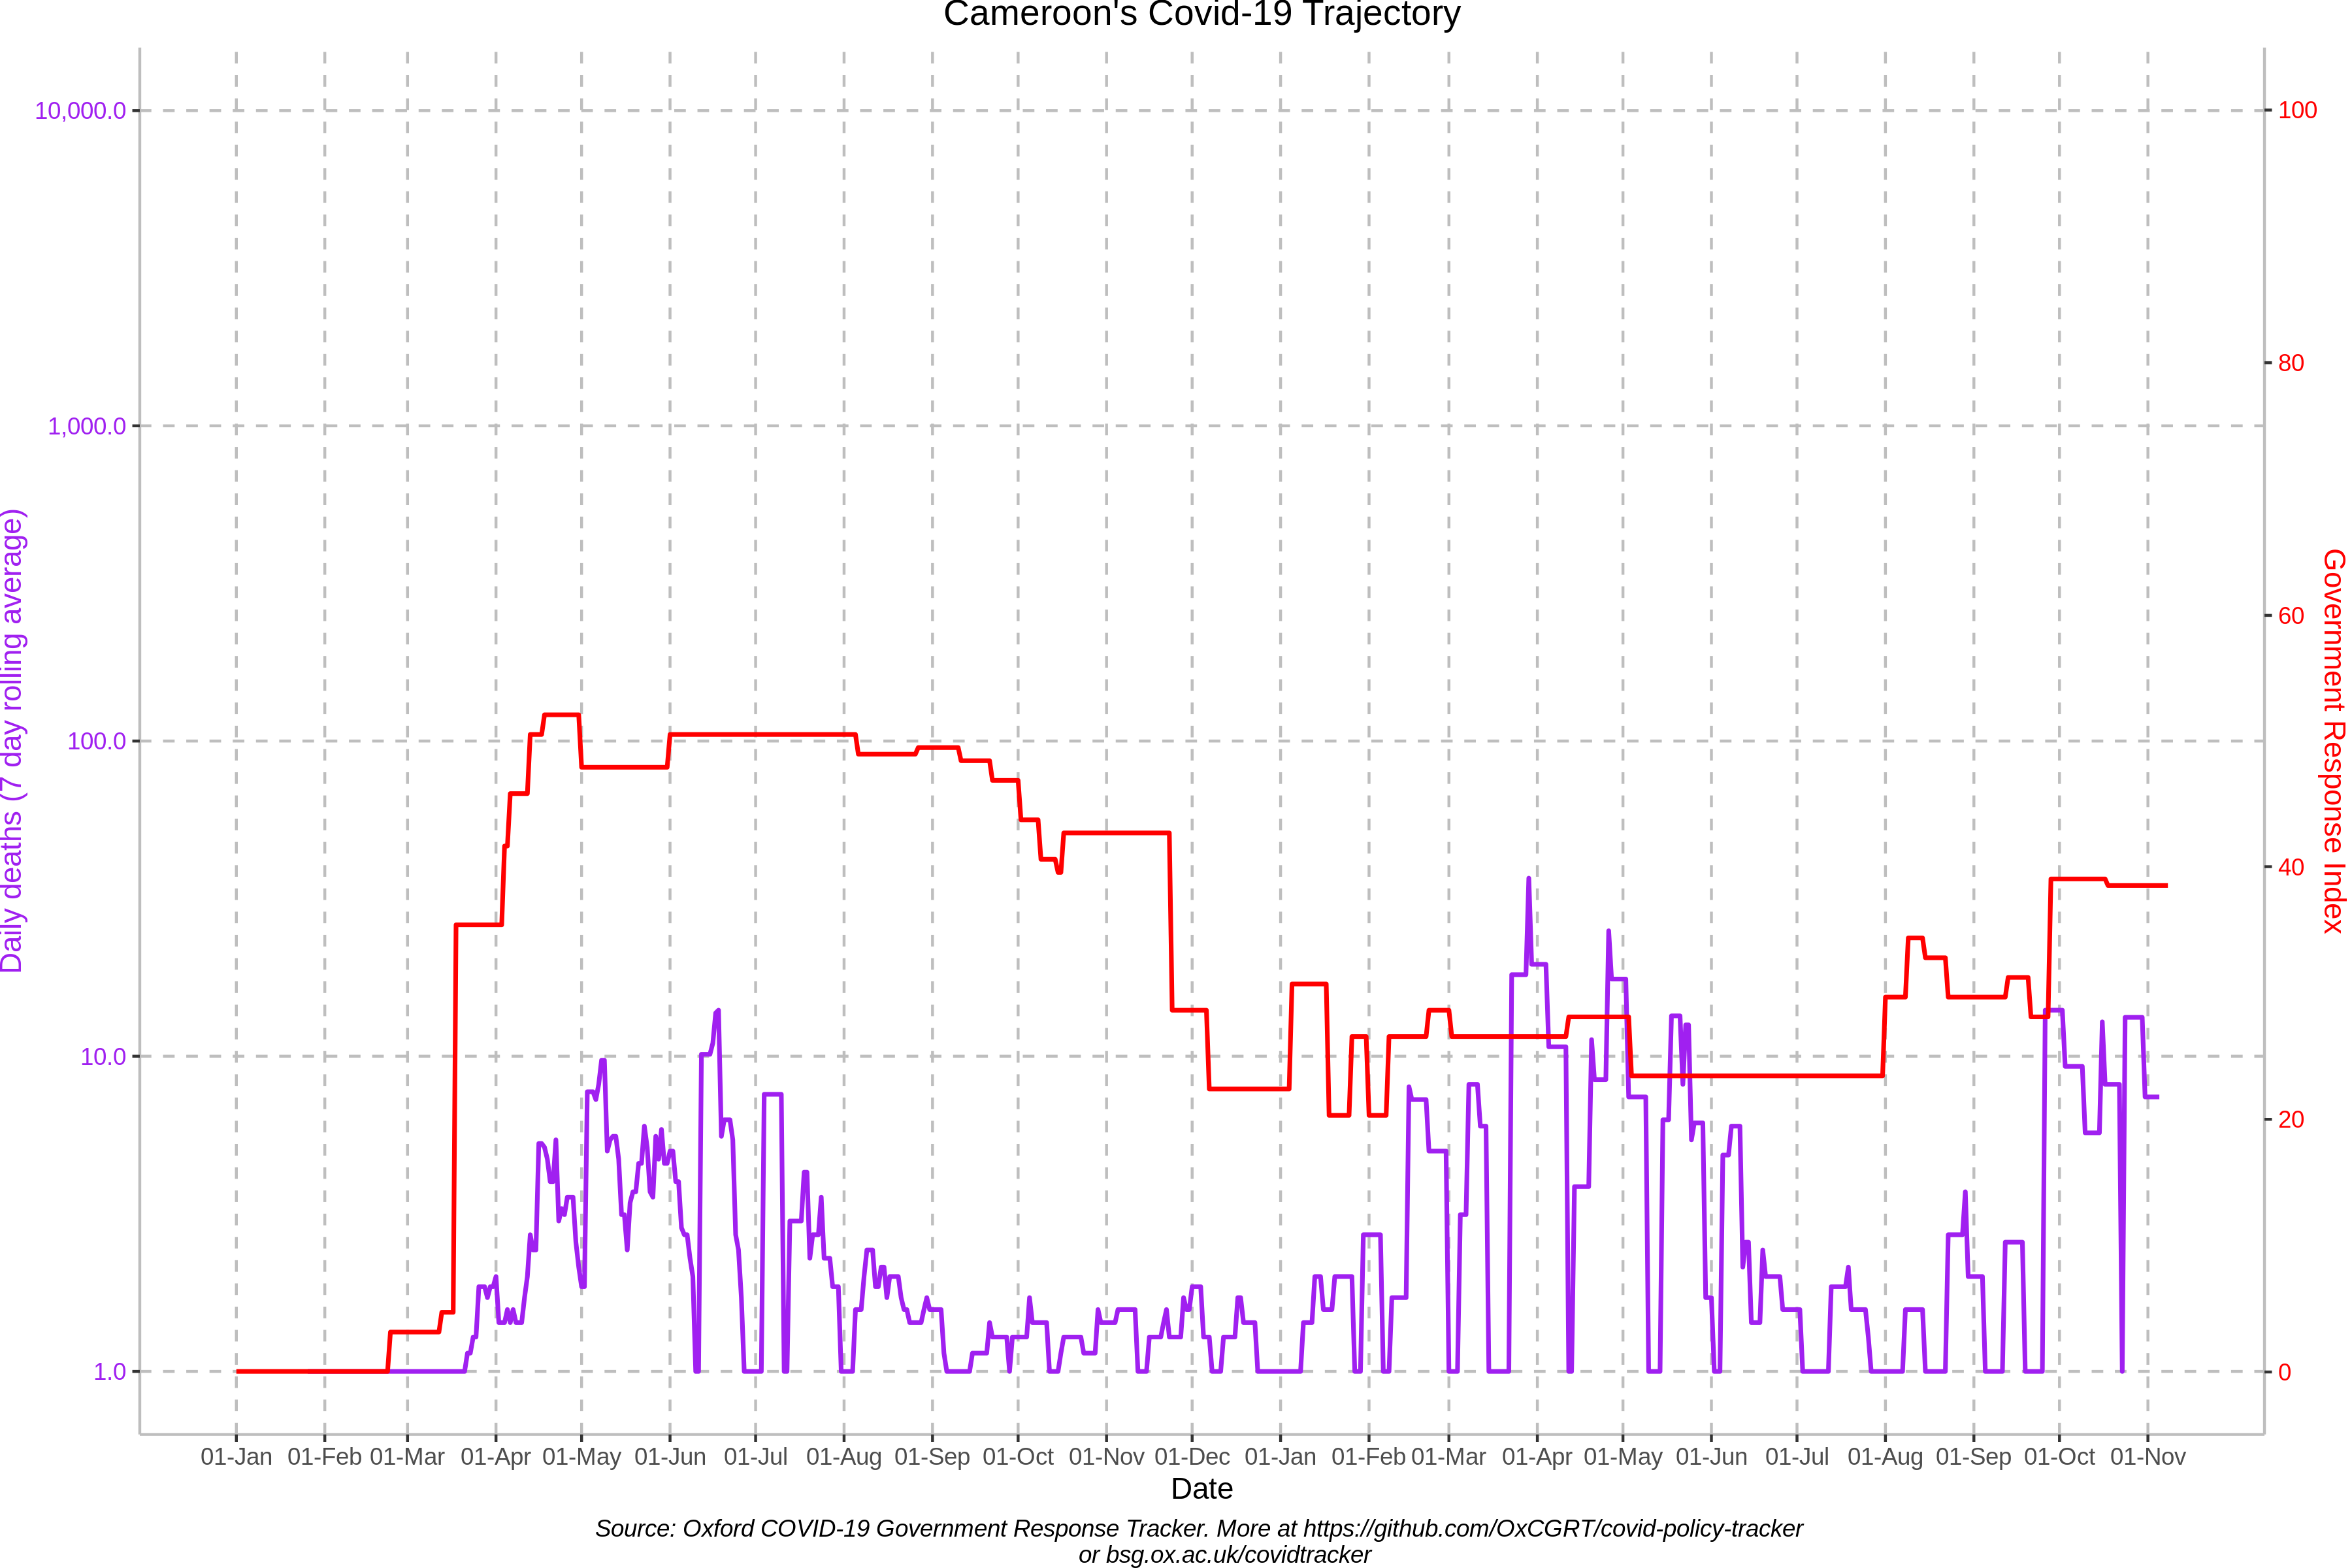 Cameroon's Covid-19 Trajectory
10,000.0
1,000.0
100.0
10.0
1.0
Daily deaths (7 day rolling average)
100
80
60
40
20
0
Government Response Index
01-Jan 01-Feb 01-Mar 01-Apr 01-May 01-Jun 01-Jul 01-Aug 01-Sep 01-Oct 01-Nov 01-Dec 01-Jan 01-Feb 01-Mar 01-Apr 01-May 01-Jun 01-Jul 01-Aug 01-Sep 01-Oct 01-Nov
Date
Source: Oxford COVID-19 Government Response Tracker. More at https://github.com/OxCGRT/covid-policy-tracker
or bsg.ox.ac.uk/covidtracker